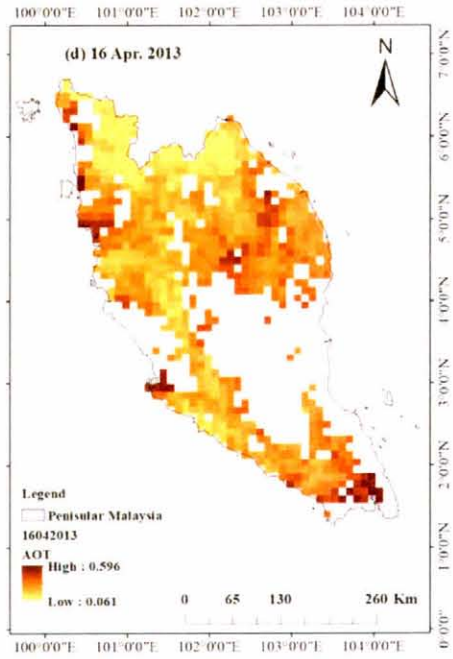 100°0'0"E 101°0'0"E 102°0'0"E 103°0'0"E 104°0'0"E
(d) 16 Apr. 2013
N
7°0'0"N
6°0'0"N
5°0'0"N
4°0'0"N
3°0'0"N
2°0'0"N
1°0'0"N
0°0'0"
Legend
Penisular Malaysia
16042013
AOT
High : 0.596
Low : 0.061
0 65 130 260 Km
100°0'0"E 101°0'0"E 102°0'0"E 103°0'0"E 104°0'0"E